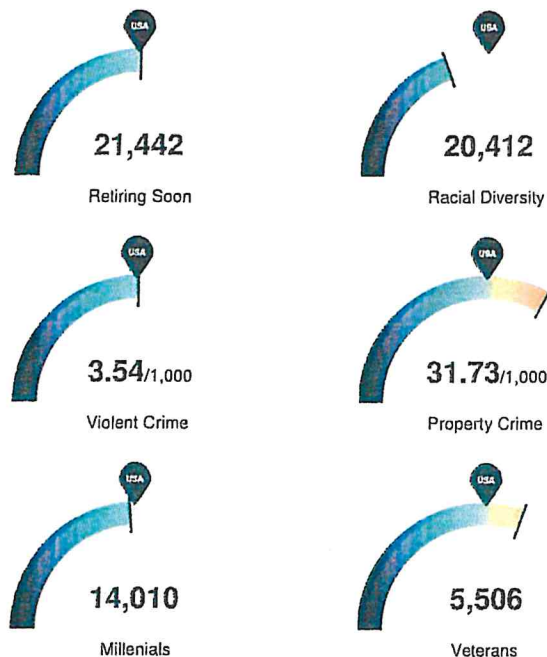 USA
21,442
Retiring Soon
USA
20,412
Racial Diversity
USA
3.54/1,000
Violent Crime
USA
31.73/1,000
Property Crime
USA
14,010
Millenials
USA
5,506
Veterans